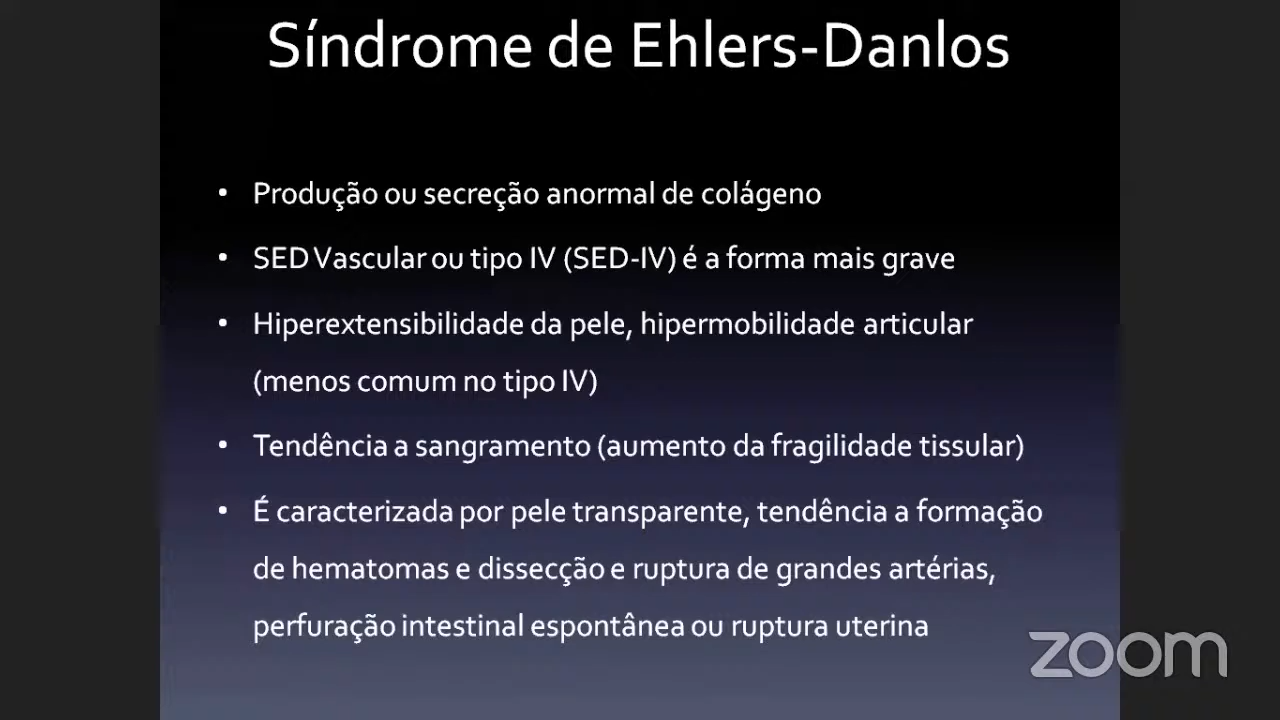 Síndrome de Ehlers-Danlos
• Produção ou secreção anormal de colágeno
• SED Vascular ou tipo IV (SED-IV) é a forma mais grave
• Hiperextensibilidade da pele, hipermobilidade articular
(menos comum no tipo IV)
• Tendência a sangramento (aumento da fragilidade tissular)
• É caracterizada por pele transparente, tendência a formação
de hematomas e dissecção e ruptura de grandes artérias,
perfuração intestinal espontânea ou ruptura uterina
zoom